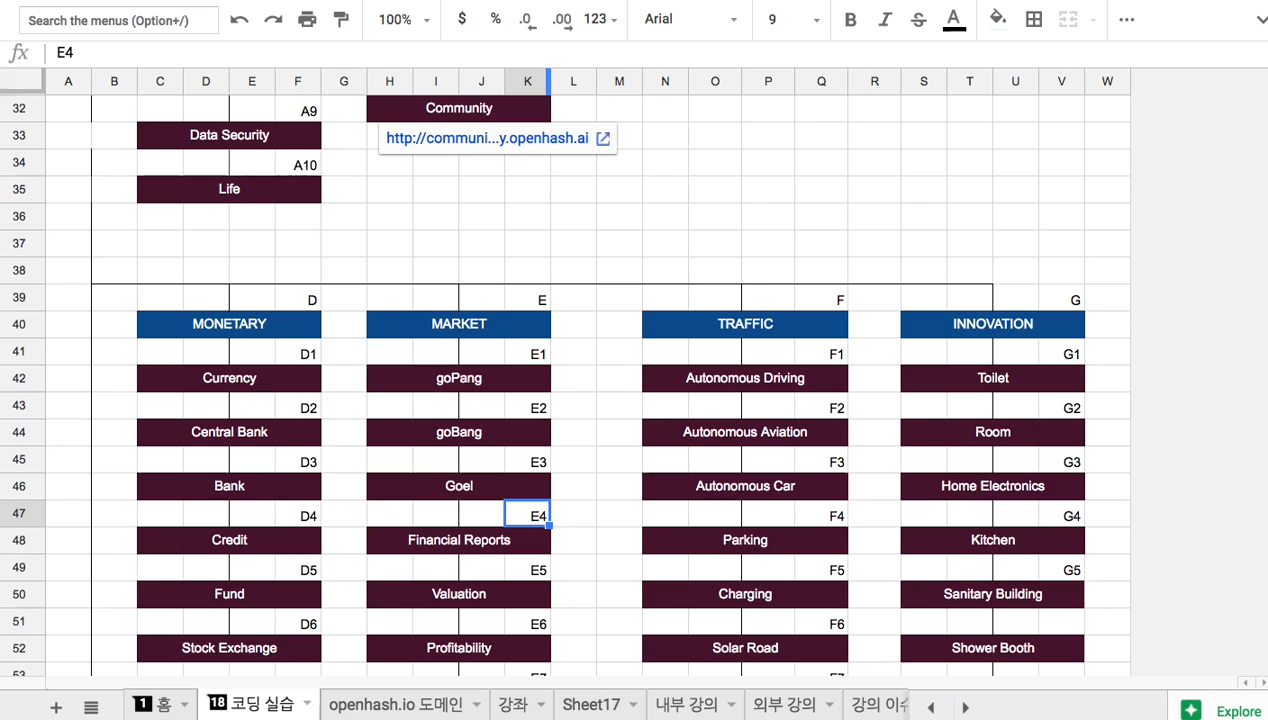 Search the menus (Option+/) 100% $ % .0 .00 123 Arial 9 B I S A
fx E4
A B C D E F G H I J K L M N O P Q R S T U V W
32 A9 Community
33 Data Security http://communi...y.openhash.ai
34 A10
35 Life
36
37
38
39 D E F G
40 MONETARY MARKET TRAFFIC INNOVATION
41 D1 E1 F1 G1
42 Currency goPang Autonomous Driving Toilet
43 D2 E2 F2 G2
44 Central Bank goBang Autonomous Aviation Room
45 D3 E3 F3 G3
46 Bank Goel Autonomous Car Home Electronics
47 D4 E4 F4 G4
48 Credit Financial Reports Parking Kitchen
49 D5 E5 F5 G5
50 Fund Valuation Charging Sanitary Building
51 D6 E6 F6
52 Stock Exchange Profitability Solar Road Shower Booth
1 홈 18 코딩 실습 openhash.io 도메인 강좌 Sheet17 내부 강의 외부 강의 강의 이수 Explore